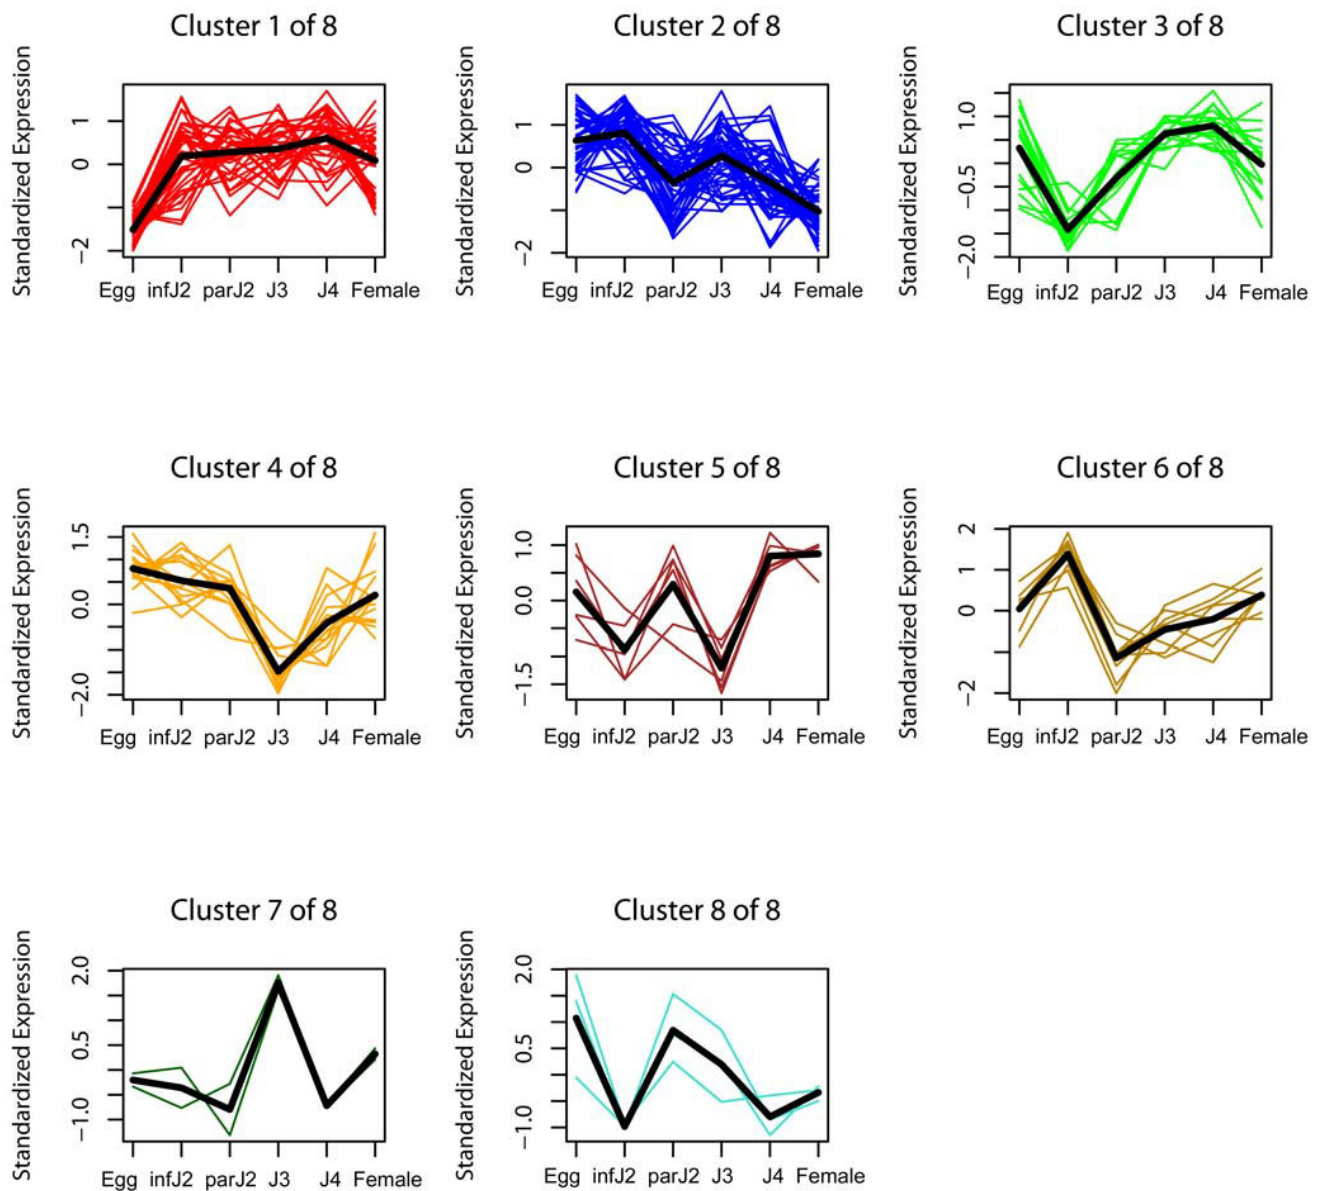 Cluster 1 of 8
Standardized Expression
1
0
−2
Egg infJ2 parJ2 J3 J4 Female
Cluster 2 of 8
Standardized Expression
1
0
−2
Egg infJ2 parJ2 J3 J4 Female
Cluster 3 of 8
Standardized Expression
1.0
−0.5
−2.0
Egg infJ2 parJ2 J3 J4 Female
Cluster 4 of 8
Standardized Expression
1.5
0.0
−2.0
Egg infJ2 parJ2 J3 J4 Female
Cluster 5 of 8
Standardized Expression
1.0
0.0
−1.5
Egg infJ2 parJ2 J3 J4 Female
Cluster 6 of 8
Standardized Expression
2
1
0
−2
Egg infJ2 parJ2 J3 J4 Female
Cluster 7 of 8
Standardized Expression
2.0
0.5
−1.0
Egg infJ2 parJ2 J3 J4 Female
Cluster 8 of 8
Standardized Expression
2.0
0.5
−1.0
Egg infJ2 parJ2 J3 J4 Female